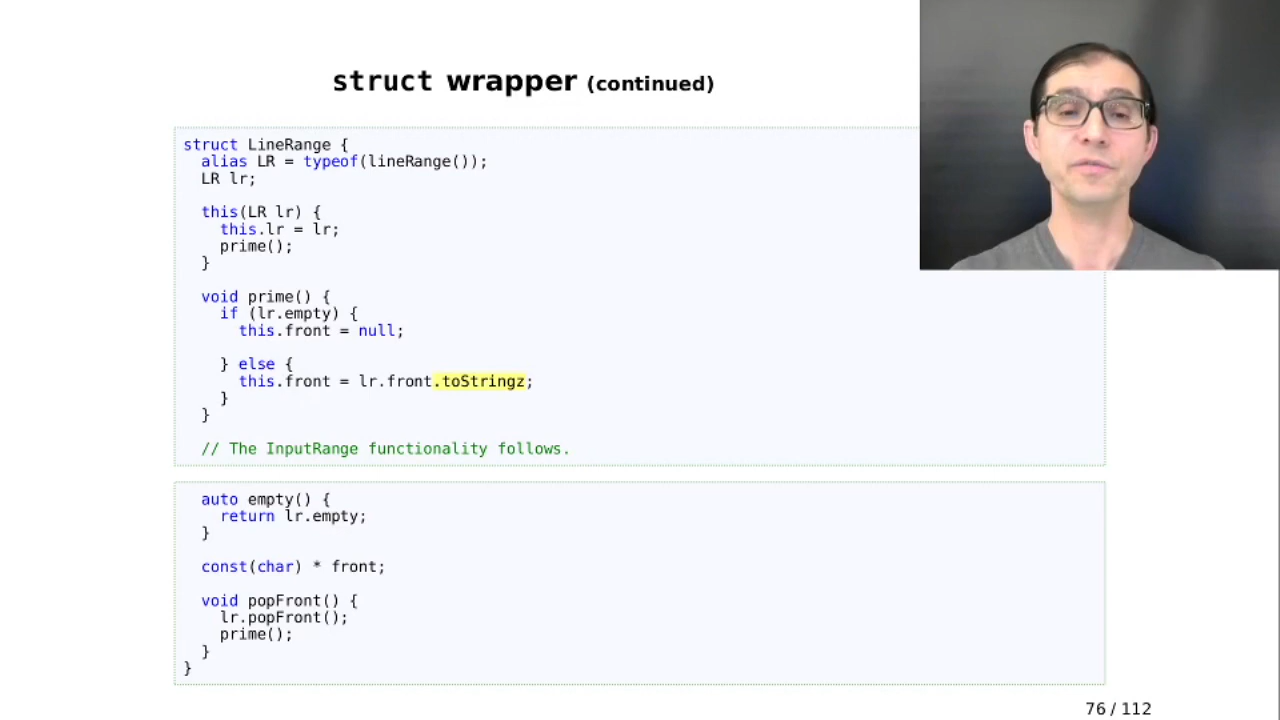 struct wrapper (continued)
struct LineRange {
  alias LR = typeof(lineRange());
  LR lr;

  this(LR lr) {
    this.lr = lr;
    prime();
  }

  void prime() {
    if (lr.empty) {
      this.front = null;

    } else {
      this.front = lr.front.toStringz;
    }
  }

  // The InputRange functionality follows.

  auto empty() {
    return lr.empty;
  }

  const(char) * front;

  void popFront() {
    lr.popFront();
    prime();
  }
}
76 / 112